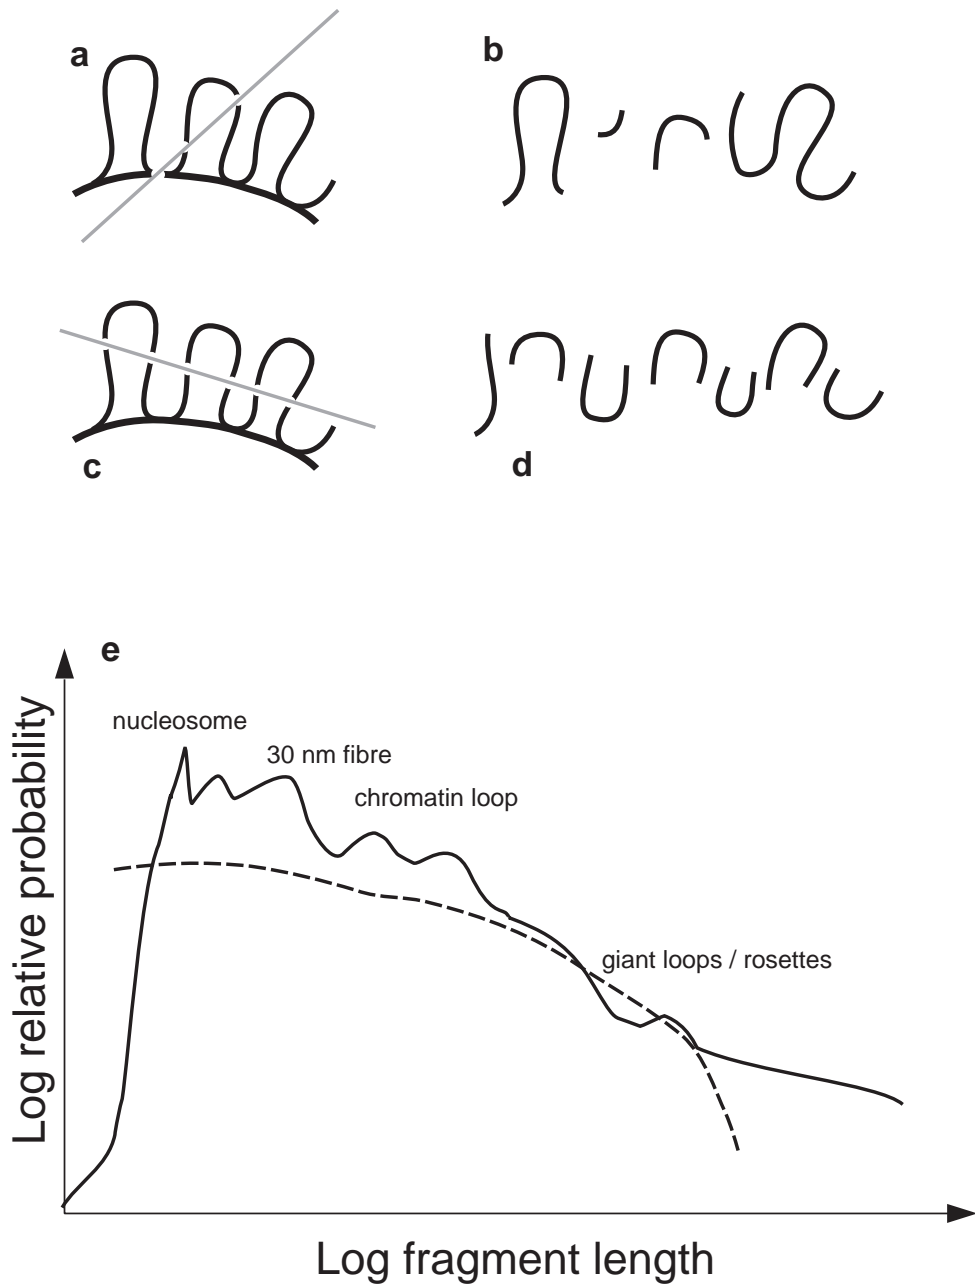 a
b
c
d
e
nucleosome
30 nm fibre
chromatin loop
giant loops / rosettes
Log relative probability
Log fragment length